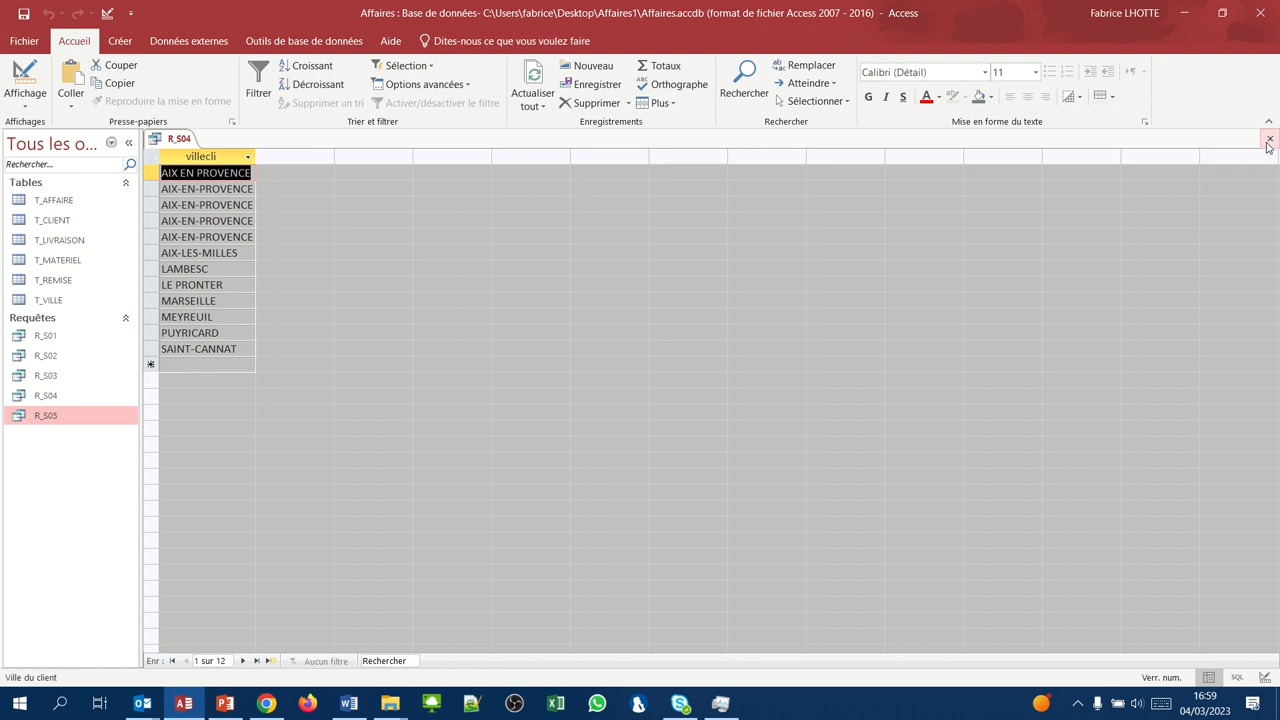 Affaires : Base de données- C:\Users\fabrice\Desktop\Affaires1\Affaires.accdb (format de fichier Access 2007 - 2016) - Access
Fabrice LHOTTE
Fichier Accueil Créer Données externes Outils de base de données Aide Dites-nous ce que vous voulez faire
Affichage
Affichages
Coller
Couper
Copier
Reproduire la mise en forme
Presse-papiers
Filtrer
Croissant
Décroissant
Supprimer un tri
Sélection
Options avancées
Activer/désactiver le filtre
Trier et filtrer
Actualiser
tout
Nouveau
Enregistrer
Supprimer
Totaux
Orthographe
Plus
Enregistrements
Rechercher
Remplacer
Atteindre
Sélectionner
Rechercher
Calibri (Détail) 11
G I S A
Mise en forme du texte
Tous les o...
Rechercher...
Tables
T_AFFAIRE
T_CLIENT
T_LIVRAISON
T_MATERIEL
T_REMISE
T_VILLE
Requêtes
R_S01
R_S02
R_S03
R_S04
R_S05
R_S04
villecli
AIX EN PROVENCE
AIX-EN-PROVENCE
AIX-EN-PROVENCE
AIX-EN-PROVENCE
AIX-EN-PROVENCE
AIX-LES-MILLES
LAMBESC
LE PRONTER
MARSEILLE
MEYREUIL
PUYRICARD
SAINT-CANNAT
Enr : 1 sur 12 Aucun filtre Rechercher
Ville du client
Verr. num. SQL
16:59
04/03/2023